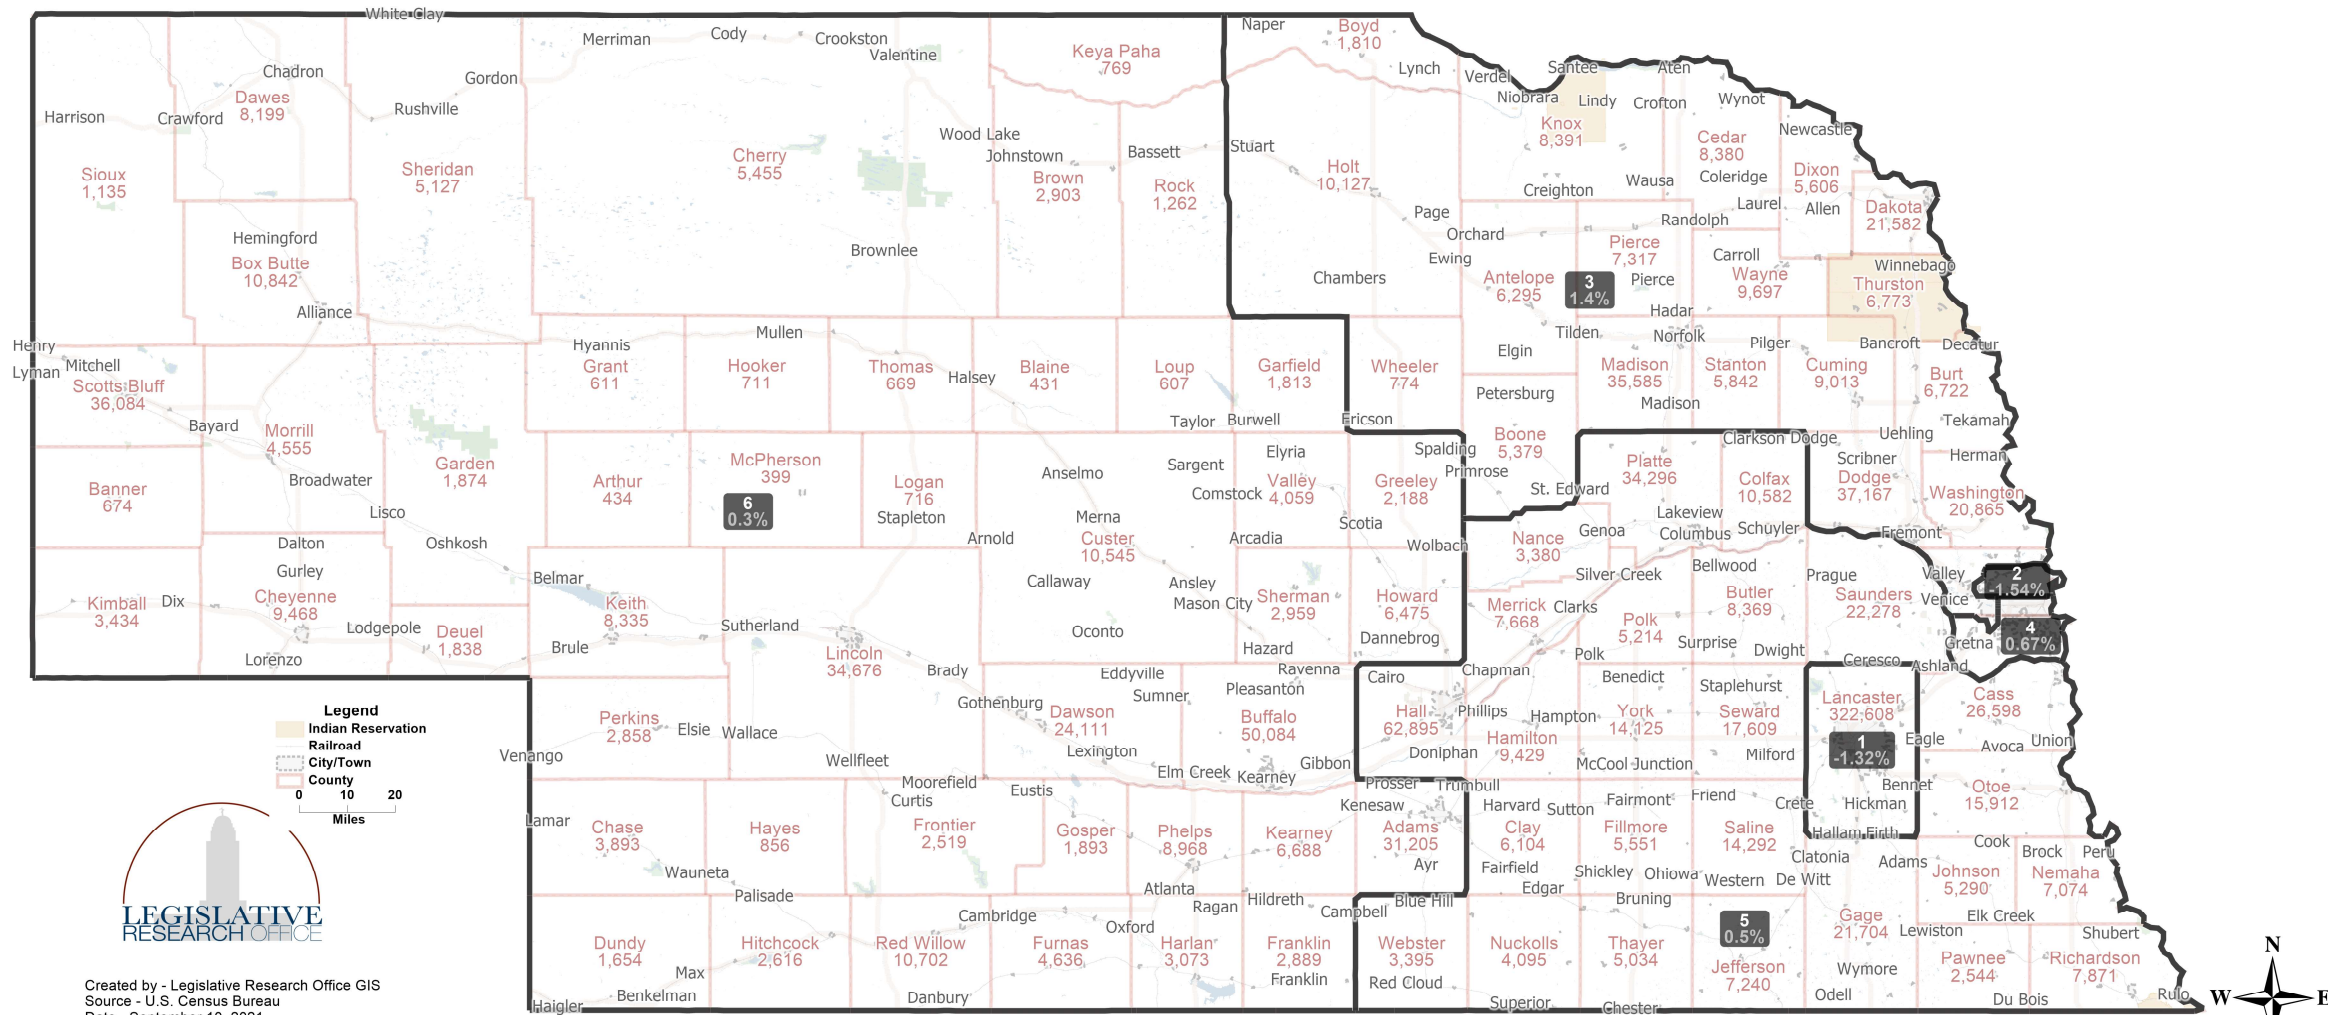 White Clay
Naper
Boyd
1,810
Merriman
Cody
Crookston
Valentine
Keya Paha
769
Lynch
Verdel
Santee
Aten
Chadron
Gordon
Dawes
8,199
Rushville
Niobrara
Lindy
Crofton
Wynot
Harrison
Crawford
Knox
8,391
Newcastle
Wood Lake
Johnstown
Bassett
Stuart
Cedar
8,380
Coleridge
Sioux
1,135
Sheridan
5,127
Cherry
5,455
Brown
2,903
Rock
1,262
Holt
10,127
Creighton
Wausa
Dixon
5,606
Page
Laurel
Allen
Randolph
Dakota
21,582
Hemingford
Box Butte
10,842
Brownlee
Orchard
Ewing
Pierce
7,317
Pierce
Carroll
Wayne
9,697
Winnebago
Chambers
Antelope
6,295
3
1.4%
Thurston
6,773
Alliance
Hadar
Mullen
Tilden
Norfolk
Pilger
Bancroft
Decatur
Henry
Mitchell
Lyman
Hyannis
Elgin
Scotts Bluff
36,084
Grant
611
Hooker
711
Thomas
669
Halsey
Blaine
431
Loup
607
Garfield
1,813
Wheeler
774
Madison
35,585
Madison
Stanton
5,842
Cuming
9,013
Burt
6,722
Petersburg
Bayard
Taylor
Burwell
Ericson
Tekamah
Morrill
4,555
Boone
5,379
Clarkson
Dodge
Uehling
Elyria
Spalding
Primrose
Scribner
Herman
Banner
674
Broadwater
Garden
1,874
Arthur
434
McPherson
399
6
0.3%
Logan
716
Stapleton
Anselmo
Sargent
Comstock
Valley
4,059
Greeley
2,188
St. Edward
Platte
34,296
Colfax
10,582
Dodge
37,167
Washington
20,865
Lisco
Merna
Scotia
Lakeview
Columbus
Schuyler
Genoa
Fremont
Dalton
Gurley
Oshkosh
Arnold
Custer
10,545
Arcadia
Wolbach
Nance
3,380
Belmar
Callaway
Ansley
Mason City
Silver Creek
Bellwood
Prague
Valley
Venice
2
-1.54%
Kimball
3,434
Dix
Cheyenne
9,468
Keith
8,335
Sherman
2,959
Howard
6,475
Merrick
7,668
Clarks
Butler
8,369
Saunders
22,278
Lodgepole
Deuel
1,838
Brule
Sutherland
Oconto
Dannebrog
Polk
5,214
Polk
Surprise
Dwight
Gretna
4
0.67%
Lorenzo
Lincoln
34,676
Hazard
Brady
Eddyville
Ravenna
Cairo
Chapman
Ceresco
Ashland
Gothenburg
Sumner
Pleasanton
Benedict
Staplehurst
Lancaster
322,608
Cass
26,598
Legend
Indian Reservation
Railroad
City/Town
County
0 10 20
Miles
Perkins
2,858
Elsie
Wallace
Dawson
24,111
Lexington
Buffalo
50,084
Hall
62,895
Phillips
Hampton
York
14,125
Seward
17,609
1
-1.32%
Eagle
Avoca
Union
Venango
Wellfleet
Elm Creek
Kearney
Gibbon
Doniphan
Hamilton
9,429
McCool Junction
Milford
Moorefield
Curtis
Eustis
Prosser
Trumbull
Kenesaw
Harvard
Sutton
Fairmont
Friend
Crete
Hickman
Bennet
Otoe
15,912
Lamar
Chase
3,893
Hayes
856
Frontier
2,519
Gosper
1,893
Phelps
8,968
Kearney
6,688
Adams
31,205
Ayr
Clay
6,104
Fillmore
5,551
Saline
14,292
Hallam
Firth
Cook
Brock
Peru
Wauneta
Fairfield
Shickley
Ohiowa
Western
De Witt
Clatonia
Adams
Johnson
5,290
Nemaha
7,074
Palisade
Atlanta
Hildreth
Ragan
Campbell
Blue Hill
Edgar
Bruning
LEGISLATIVE
RESEARCH OFFICE
Cambridge
Oxford
5
0.5%
Gage
21,704
Elk Creek
Lewiston
Shubert
Dundy
1,654
Hitchcock
2,616
Red Willow
10,702
Furnas
4,636
Harlan
3,073
Franklin
2,889
Franklin
Webster
3,395
Red Cloud
Nuckolls
4,095
Thayer
5,034
Jefferson
7,240
Wymore
Pawnee
2,544
Richardson
7,871
Max
Benkelman
Haigler
Danbury
Superior
Chester
Odell
Du Bois
Rulo
Created by - Legislative Research Office GIS
Source - U.S. Census Bureau
Date - September 10, 2021
N
W
E